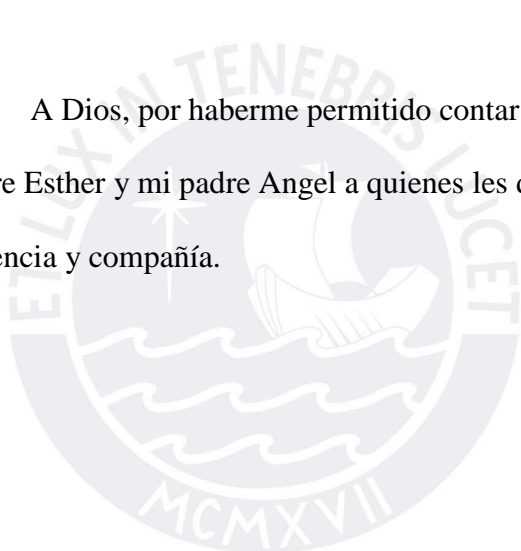 A Dios, por haberme permitido contar
re Esther y mi padre Angel a quienes les
encia y compañía.
ET LUX IN TENEBRIS LUCET
MCMXVII